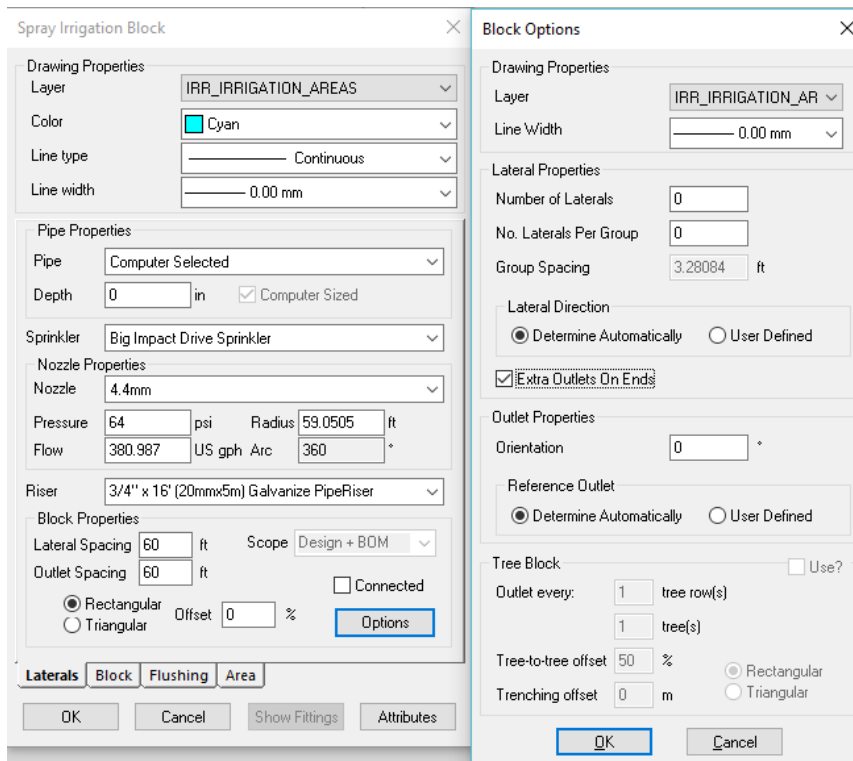 Spray Irrigation Block
Drawing Properties
Layer IRR_IRRIGATION_AREAS
Color Cyan
Line type Continuous
Line width 0.00 mm
Pipe Properties
Pipe Computer Selected
Depth 0 in Computer Sized
Sprinkler Big Impact Drive Sprinkler
Nozzle Properties
Nozzle 4.4mm
Pressure 64 psi Radius 59.0505 ft
Flow 380.987 US gph Arc 360 °
Riser 3/4" x 16' (20mmx5m) Galvanize PipeRiser
Block Properties
Lateral Spacing 60 ft Scope Design + BOM
Outlet Spacing 60 ft
Connected
Rectangular
Triangular
Offset 0 %
Options
Laterals Block Flushing Area
OK Cancel Show Fittings Attributes
Block Options
Drawing Properties
Layer IRR_IRRIGATION_AR
Line Width 0.00 mm
Lateral Properties
Number of Laterals 0
No. Laterals Per Group 0
Group Spacing 3.28084 ft
Lateral Direction
Determine Automatically User Defined
Extra Outlets On Ends
Outlet Properties
Orientation 0 °
Reference Outlet
Determine Automatically User Defined
Tree Block Use?
Outlet every: 1 tree row(s)
1 tree(s)
Tree-to-tree offset 50 % Rectangular
Trenching offset 0 m Triangular
OK Cancel